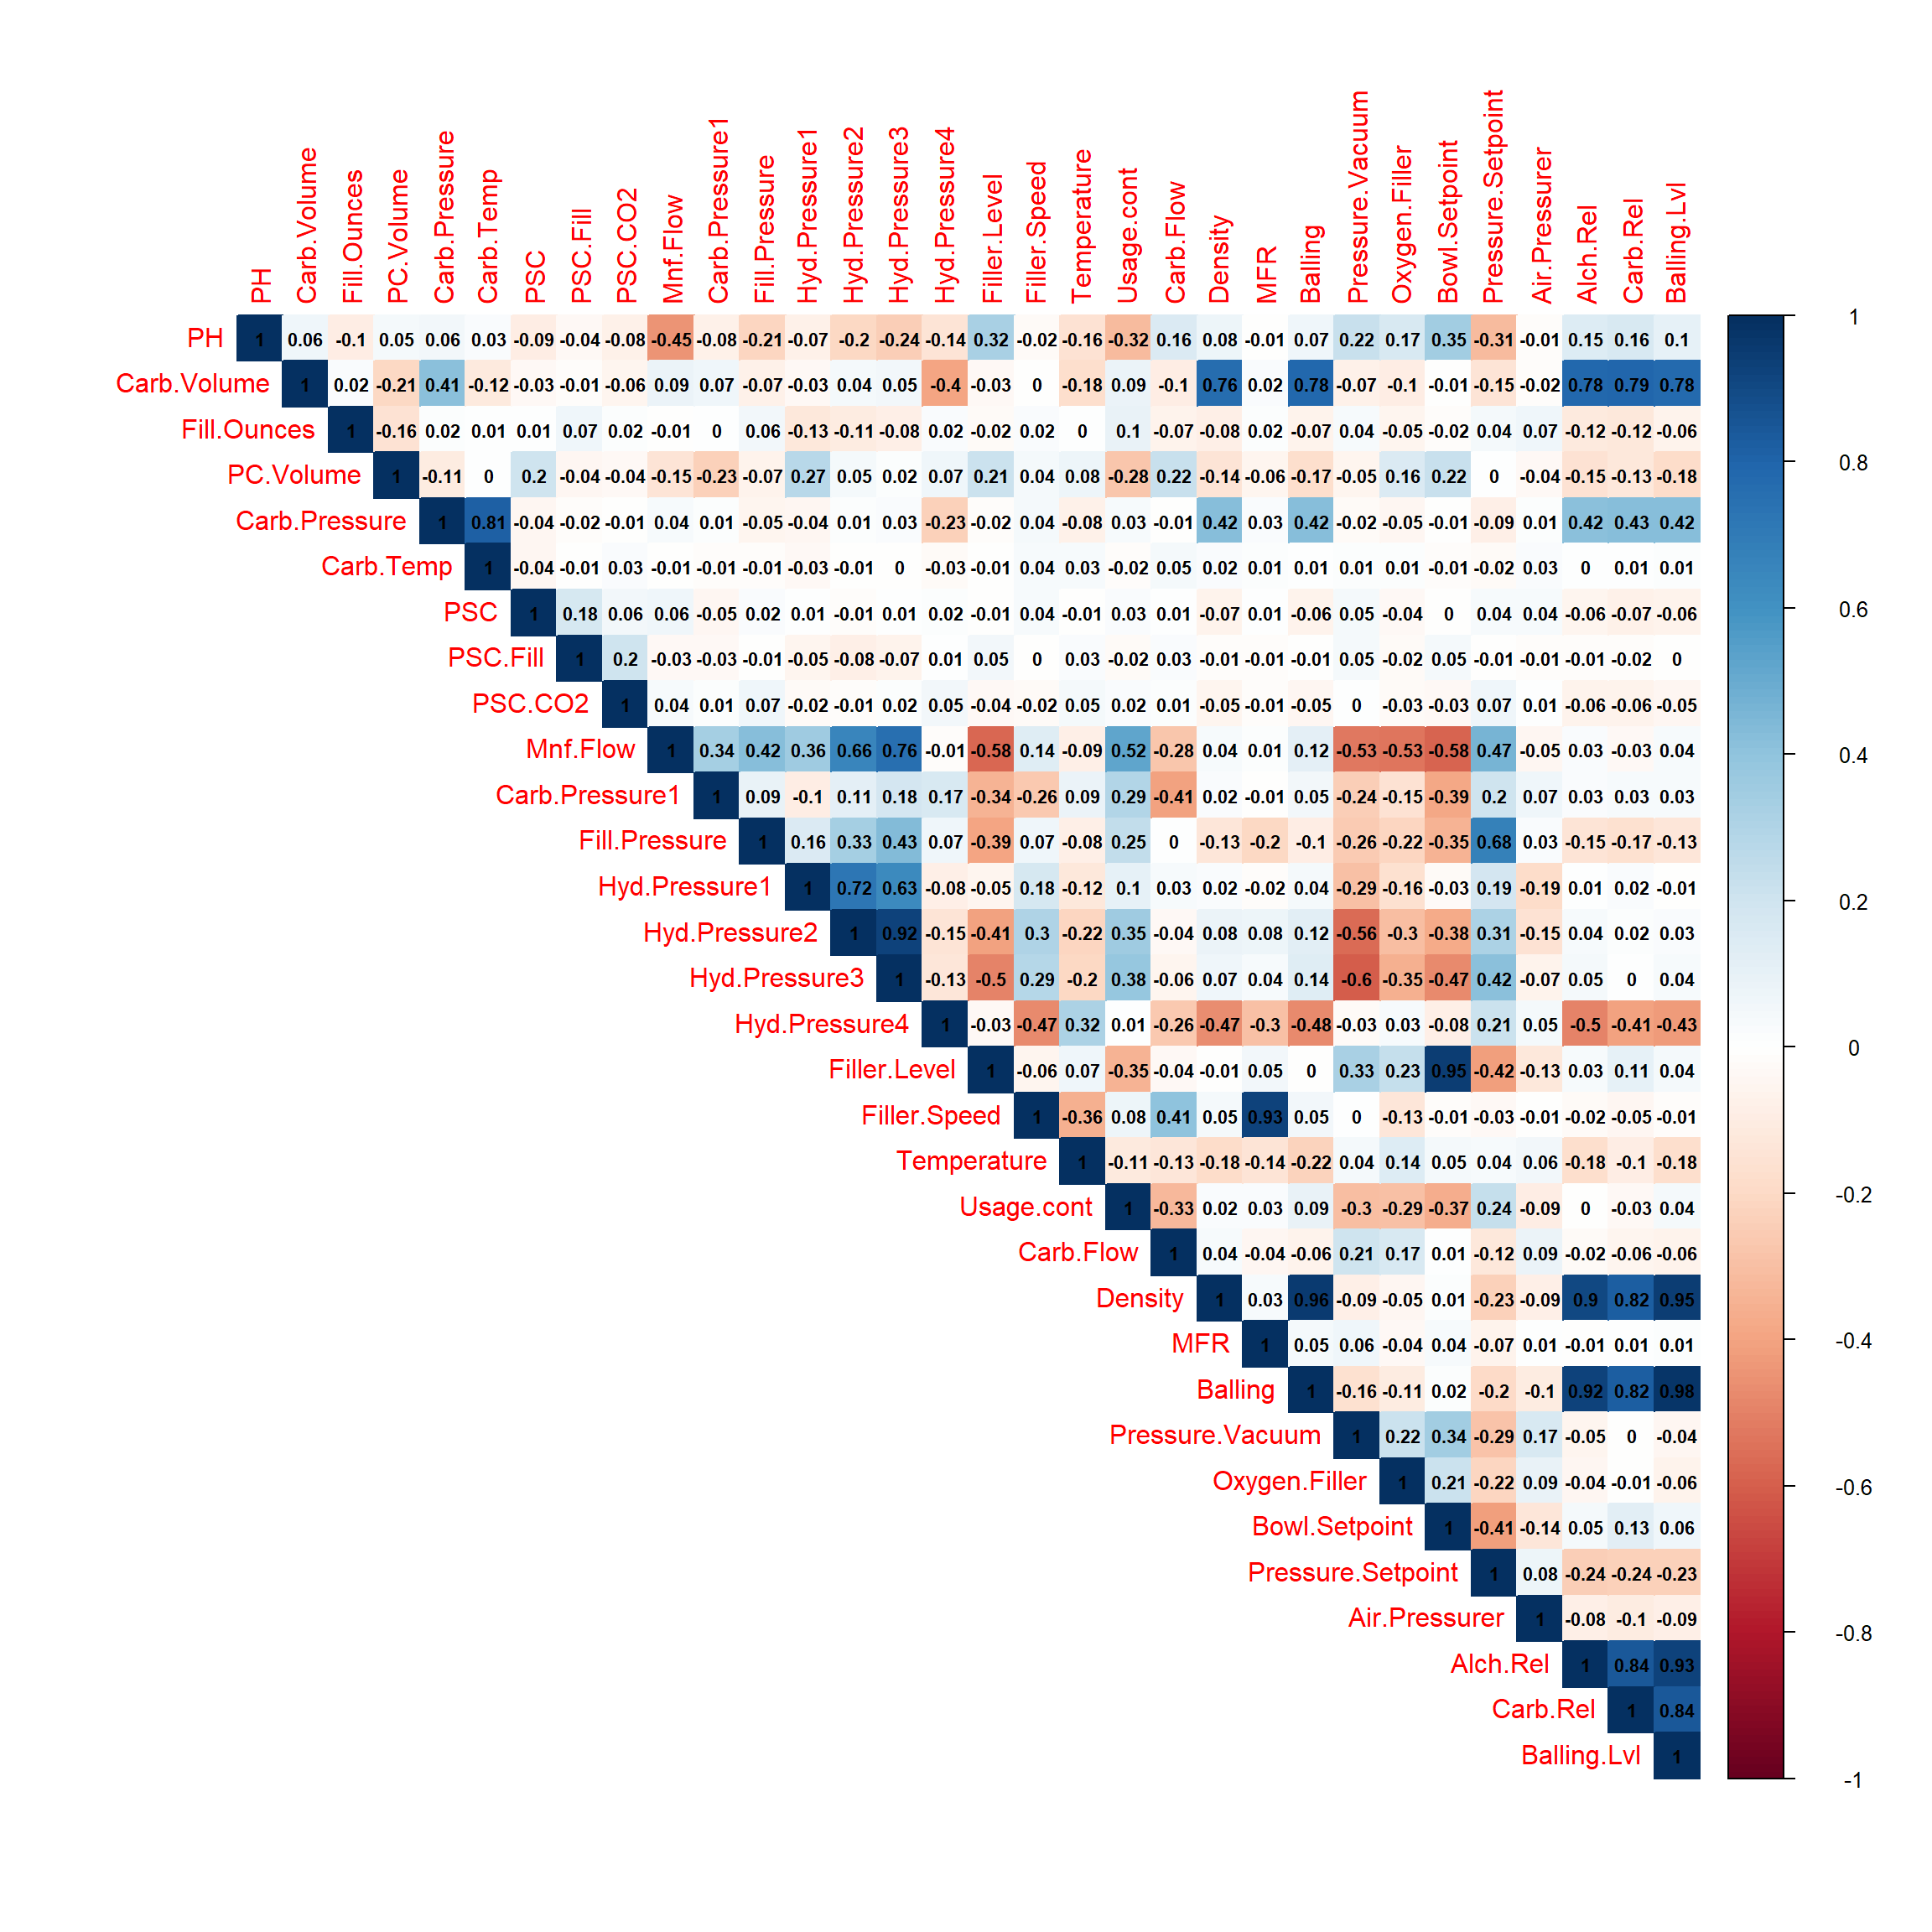 PH Carb.Volume Fill.Ounces PC.Volume Carb.Pressure Carb.Temp PSC PSC.Fill PSC.CO2 Mnf.Flow Carb.Pressure1 Fill.Pressure Hyd.Pressure1 Hyd.Pressure2 Hyd.Pressure3 Hyd.Pressure4 Filler.Level Filler.Speed Temperature Usage.cont Carb.Flow Density MFR Balling Pressure.Vacuum Oxygen.Filler Bowl.Setpoint Pressure.Setpoint Air.Pressurer Alch.Rel Carb.Rel Balling.Lvl
PH 1 0.06 -0.1 0.05 0.06 0.03 -0.09 -0.04 -0.08 -0.45 -0.08 -0.21 -0.07 -0.2 -0.24 -0.14 0.32 -0.02 -0.16 -0.32 0.16 0.08 -0.01 0.07 0.22 0.17 0.35 -0.31 -0.01 0.15 0.16 0.1
Carb.Volume 1 0.02 -0.21 0.41 -0.12 -0.03 -0.01 -0.06 0.09 0.07 -0.07 -0.03 0.04 0.05 -0.4 -0.03 0 -0.18 0.09 -0.1 0.76 0.02 0.78 -0.07 -0.1 -0.01 -0.15 -0.02 0.78 0.79 0.78
Fill.Ounces 1 -0.16 0.02 0.01 0.01 0.07 0.02 -0.01 0 0.06 -0.13 -0.11 -0.08 0.02 -0.02 0.02 0 0.1 -0.07 -0.08 0.02 -0.07 0.04 -0.05 -0.02 0.04 0.07 -0.12 -0.12 -0.06
PC.Volume 1 -0.11 0 0.2 -0.04 -0.04 -0.15 -0.23 -0.07 0.27 0.05 0.02 0.07 0.21 0.04 0.08 -0.28 0.22 -0.14 -0.06 -0.17 -0.05 0.16 0.22 0 -0.04 -0.15 -0.13 -0.18
Carb.Pressure 1 0.81 -0.04 -0.02 -0.01 0.04 0.01 -0.05 -0.04 0.01 0.03 -0.23 -0.02 0.04 -0.08 0.03 -0.01 0.42 0.03 0.42 -0.02 -0.05 -0.01 -0.09 0.01 0.42 0.43 0.42
Carb.Temp 1 -0.04 -0.01 0.03 -0.01 -0.01 -0.01 -0.03 -0.01 0 -0.03 -0.01 0.04 0.03 -0.02 0.05 0.02 0.01 0.01 0.01 0.01 -0.01 -0.02 0.03 0 0.01 0.01
PSC 1 0.18 0.06 0.06 -0.05 0.02 0.01 -0.01 0.01 0.02 -0.01 0.04 -0.01 0.03 0.01 -0.07 0.01 -0.06 0.05 -0.04 0 0.04 0.04 -0.06 -0.07 -0.06
PSC.Fill 1 0.2 -0.03 -0.03 -0.01 -0.05 -0.08 -0.07 0.01 0.05 0 0.03 -0.02 0.03 -0.01 -0.01 -0.01 0.05 -0.02 0.05 -0.01 -0.01 -0.01 -0.02 0
PSC.CO2 1 0.04 0.01 0.07 -0.02 -0.01 0.02 0.05 -0.04 -0.02 0.05 0.02 0.01 -0.05 -0.01 -0.05 0 -0.03 -0.03 0.07 0.01 -0.06 -0.06 -0.05
Mnf.Flow 1 0.34 0.42 0.36 0.66 0.76 -0.01 -0.58 0.14 -0.09 0.52 -0.28 0.04 0.01 0.12 -0.53 -0.53 -0.58 0.47 -0.05 0.03 -0.03 0.04
Carb.Pressure1 1 0.09 -0.1 0.11 0.18 0.17 -0.34 -0.26 0.09 0.29 -0.41 0.02 -0.01 0.05 -0.24 -0.15 -0.39 0.2 0.07 0.03 0.03 0.03
Fill.Pressure 1 0.16 0.33 0.43 0.07 -0.39 0.07 -0.08 0.25 0 -0.13 -0.2 -0.1 -0.26 -0.22 -0.35 0.68 0.03 -0.15 -0.17 -0.13
Hyd.Pressure1 1 0.72 0.63 -0.08 -0.05 0.18 -0.12 0.1 0.03 0.02 -0.02 0.04 -0.29 -0.16 -0.03 0.19 -0.19 0.01 0.02 -0.01
Hyd.Pressure2 1 0.92 -0.15 -0.41 0.3 -0.22 0.35 -0.04 0.08 0.08 0.12 -0.56 -0.3 -0.38 0.31 -0.15 0.04 0.02 0.03
Hyd.Pressure3 1 -0.13 -0.5 0.29 -0.2 0.38 -0.06 0.07 0.04 0.14 -0.6 -0.35 -0.47 0.42 -0.07 0.05 0 0.04
Hyd.Pressure4 1 -0.03 -0.47 0.32 0.01 -0.26 -0.47 -0.3 -0.48 -0.03 0.03 -0.08 0.21 0.05 -0.5 -0.41 -0.43
Filler.Level 1 -0.06 0.07 -0.35 -0.04 -0.01 0.05 0 0.33 0.23 0.95 -0.42 -0.13 0.03 0.11 0.04
Filler.Speed 1 -0.36 0.08 0.41 0.05 0.93 0.05 0 -0.13 -0.01 -0.03 -0.01 -0.02 -0.05 -0.01
Temperature 1 -0.11 -0.13 -0.18 -0.14 -0.22 0.04 0.14 0.05 0.04 0.06 -0.18 -0.1 -0.18
Usage.cont 1 -0.33 0.02 0.03 0.09 -0.3 -0.29 -0.37 0.24 -0.09 0 -0.03 0.04
Carb.Flow 1 0.04 -0.04 -0.06 0.21 0.17 0.01 -0.12 0.09 -0.02 -0.06 -0.06
Density 1 0.03 0.96 -0.09 -0.05 0.01 -0.23 -0.09 0.9 0.82 0.95
MFR 1 0.05 0.06 -0.04 0.04 -0.07 0.01 -0.01 0.01 0.01
Balling 1 -0.16 -0.11 0.02 -0.2 -0.1 0.92 0.82 0.98
Pressure.Vacuum 1 0.22 0.34 -0.29 0.17 -0.05 0 -0.04
Oxygen.Filler 1 0.21 -0.22 0.09 -0.04 -0.01 -0.06
Bowl.Setpoint 1 -0.41 -0.14 0.05 0.13 0.06
Pressure.Setpoint 1 0.08 -0.24 -0.24 -0.23
Air.Pressurer 1 -0.08 -0.1 -0.09
Alch.Rel 1 0.84 0.93
Carb.Rel 1 0.84
Balling.Lvl 1
1
0.8
0.6
0.4
0.2
0
-0.2
-0.4
-0.6
-0.8
-1